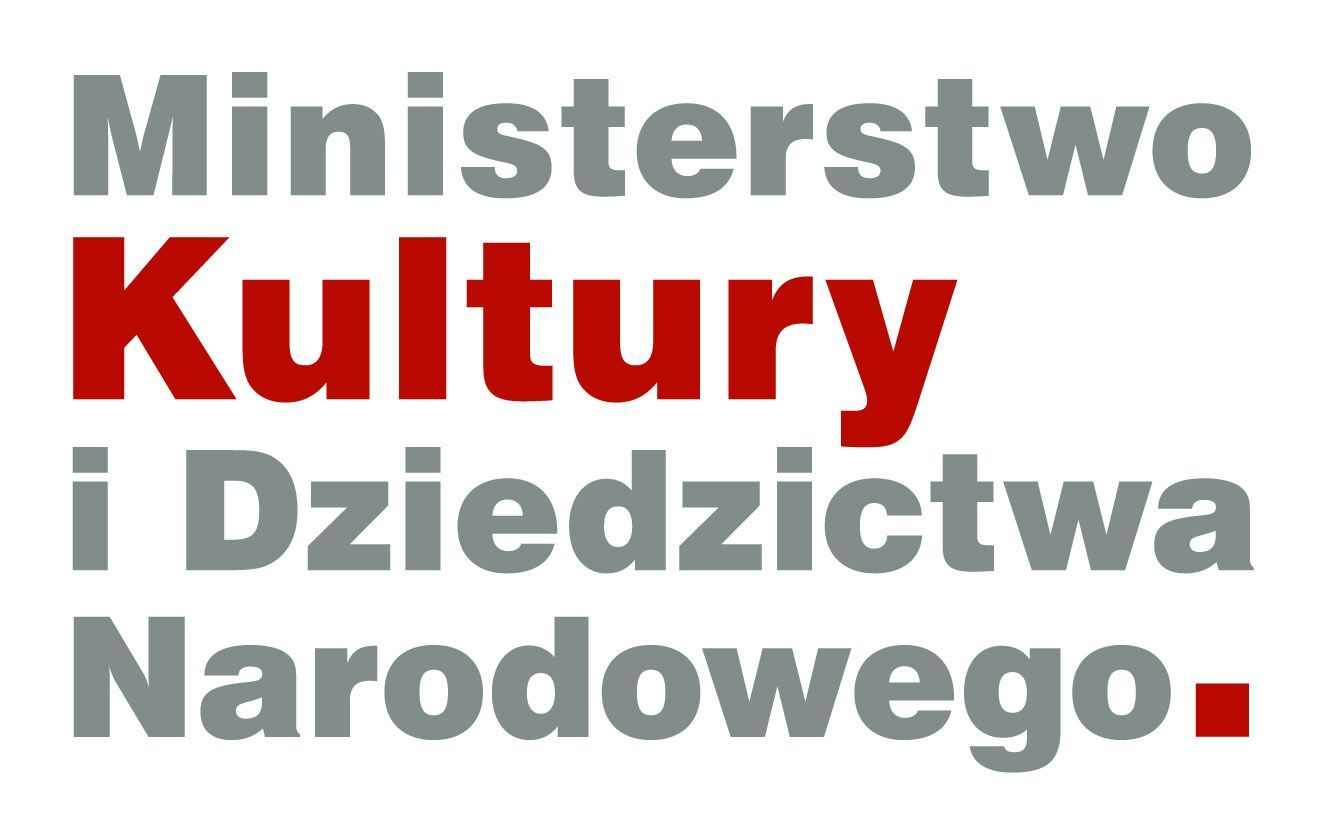 Ministerstwo
Kultury
i Dziedzictwa
Narodowego.